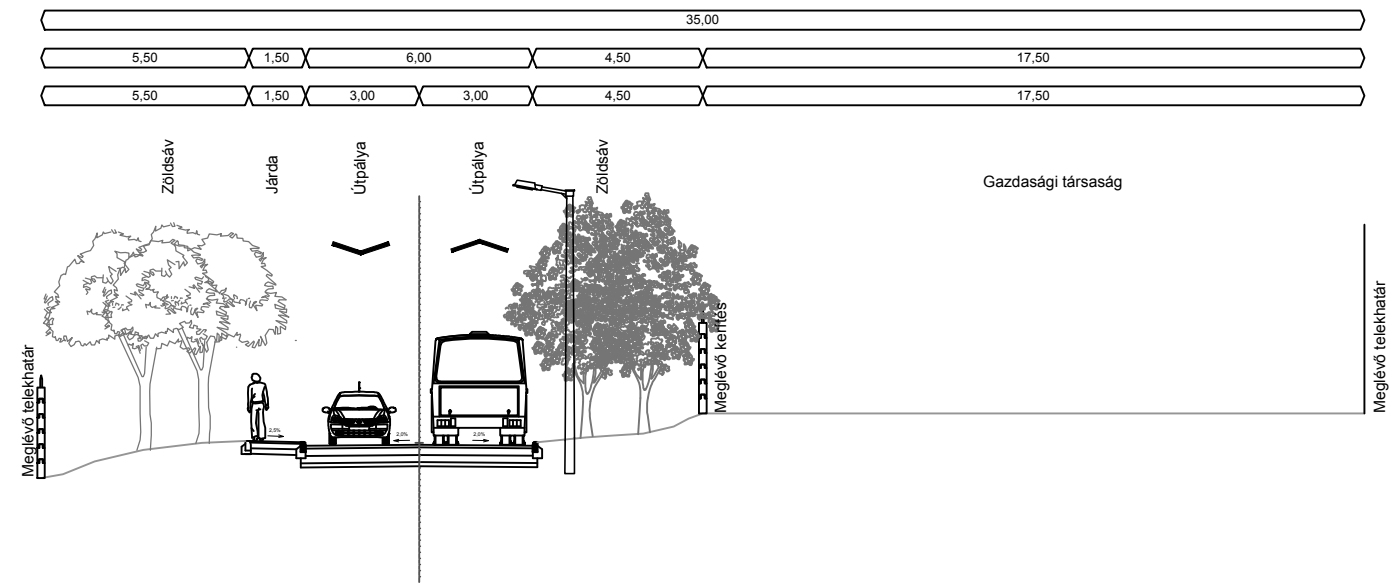 35,00
5,50 1,50 6,00 4,50 17,50
5,50 1,50 3,00 3,00 4,50 17,50
Zöldsáv
Járda
Útpálya
Útpálya
Zöldsáv
Gazdasági társaság
Meglévő telekhatár
Meglévő kerítés
Meglévő telekhatár
2,5%
2,0%
2,0%